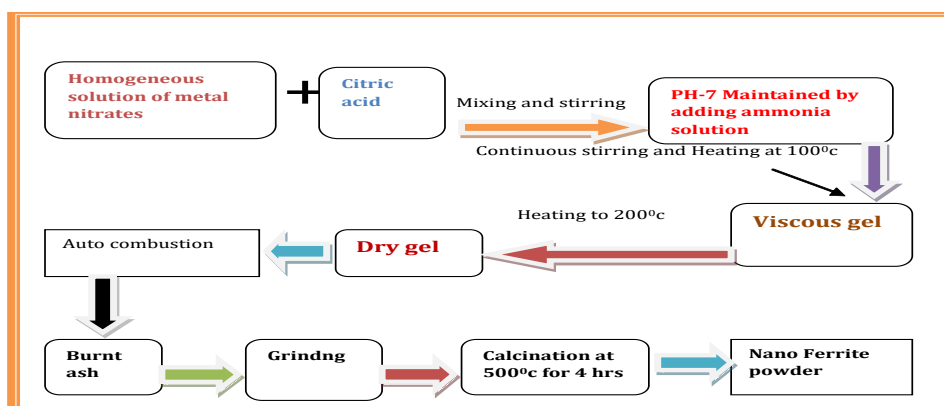 Homogeneous
solution of metal
nitrates
+
Citric
acid
Mixing and stirring
PH-7 Maintained by
adding ammonia
solution
Continuous stirring and Heating at 100⁰c
Viscous gel
Heating to 200⁰c
Dry gel
Auto combustion
Burnt
ash
Grindng
Calcination at
500⁰c for 4 hrs
Nano Ferrite
powder